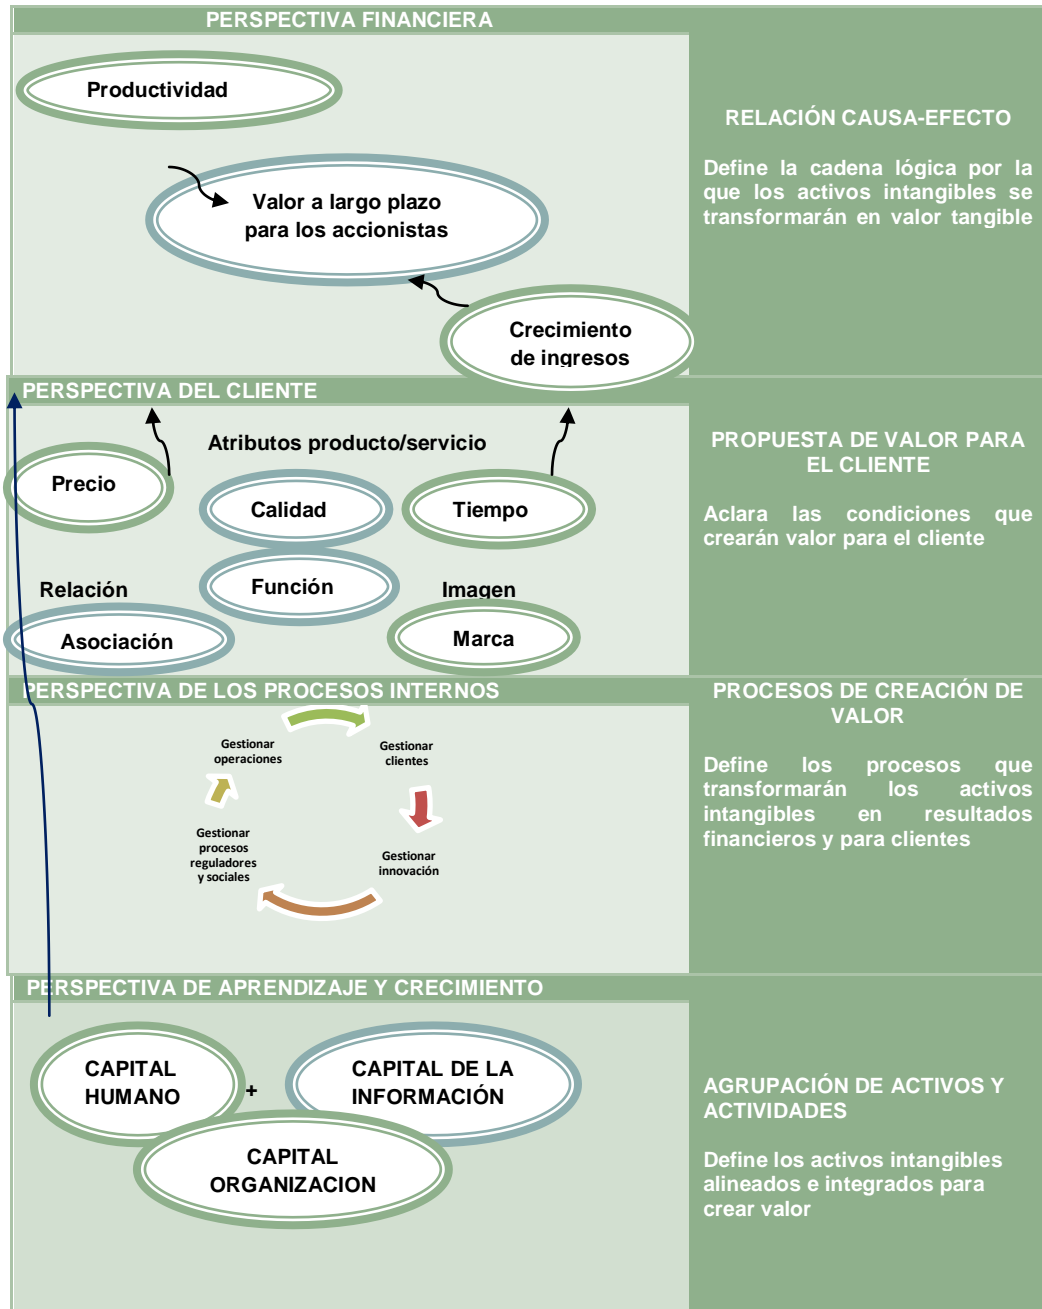 PERSPECTIVA FINANCIERA
Productividad
Valor a largo plazo
para los accionistas
Crecimiento
de ingresos
RELACIÓN CAUSA-EFECTO
Define la cadena lógica por la
que los activos intangibles se
transformarán en valor tangible
PERSPECTIVA DEL CLIENTE
Atributos producto/servicio
Precio
Calidad
Tiempo
Relación
Función
Imagen
Asociación
Marca
PROPUESTA DE VALOR PARA
EL CLIENTE
Aclara las condiciones que
crearán valor para el cliente
PERSPECTIVA DE LOS PROCESOS INTERNOS
Gestionar
operaciones
Gestionar
clientes
Gestionar
procesos
reguladores
y sociales
Gestionar
innovación
PROCESOS DE CREACIÓN DE
VALOR
Define los procesos que
transformarán los activos
intangibles en resultados
financieros y para clientes
PERSPECTIVA DE APRENDIZAJE Y CRECIMIENTO
CAPITAL
HUMANO
+
CAPITAL DE LA
INFORMACIÓN
CAPITAL
ORGANIZACION
AGRUPACIÓN DE ACTIVOS Y
ACTIVIDADES
Define los activos intangibles
alineados e integrados para
crear valor